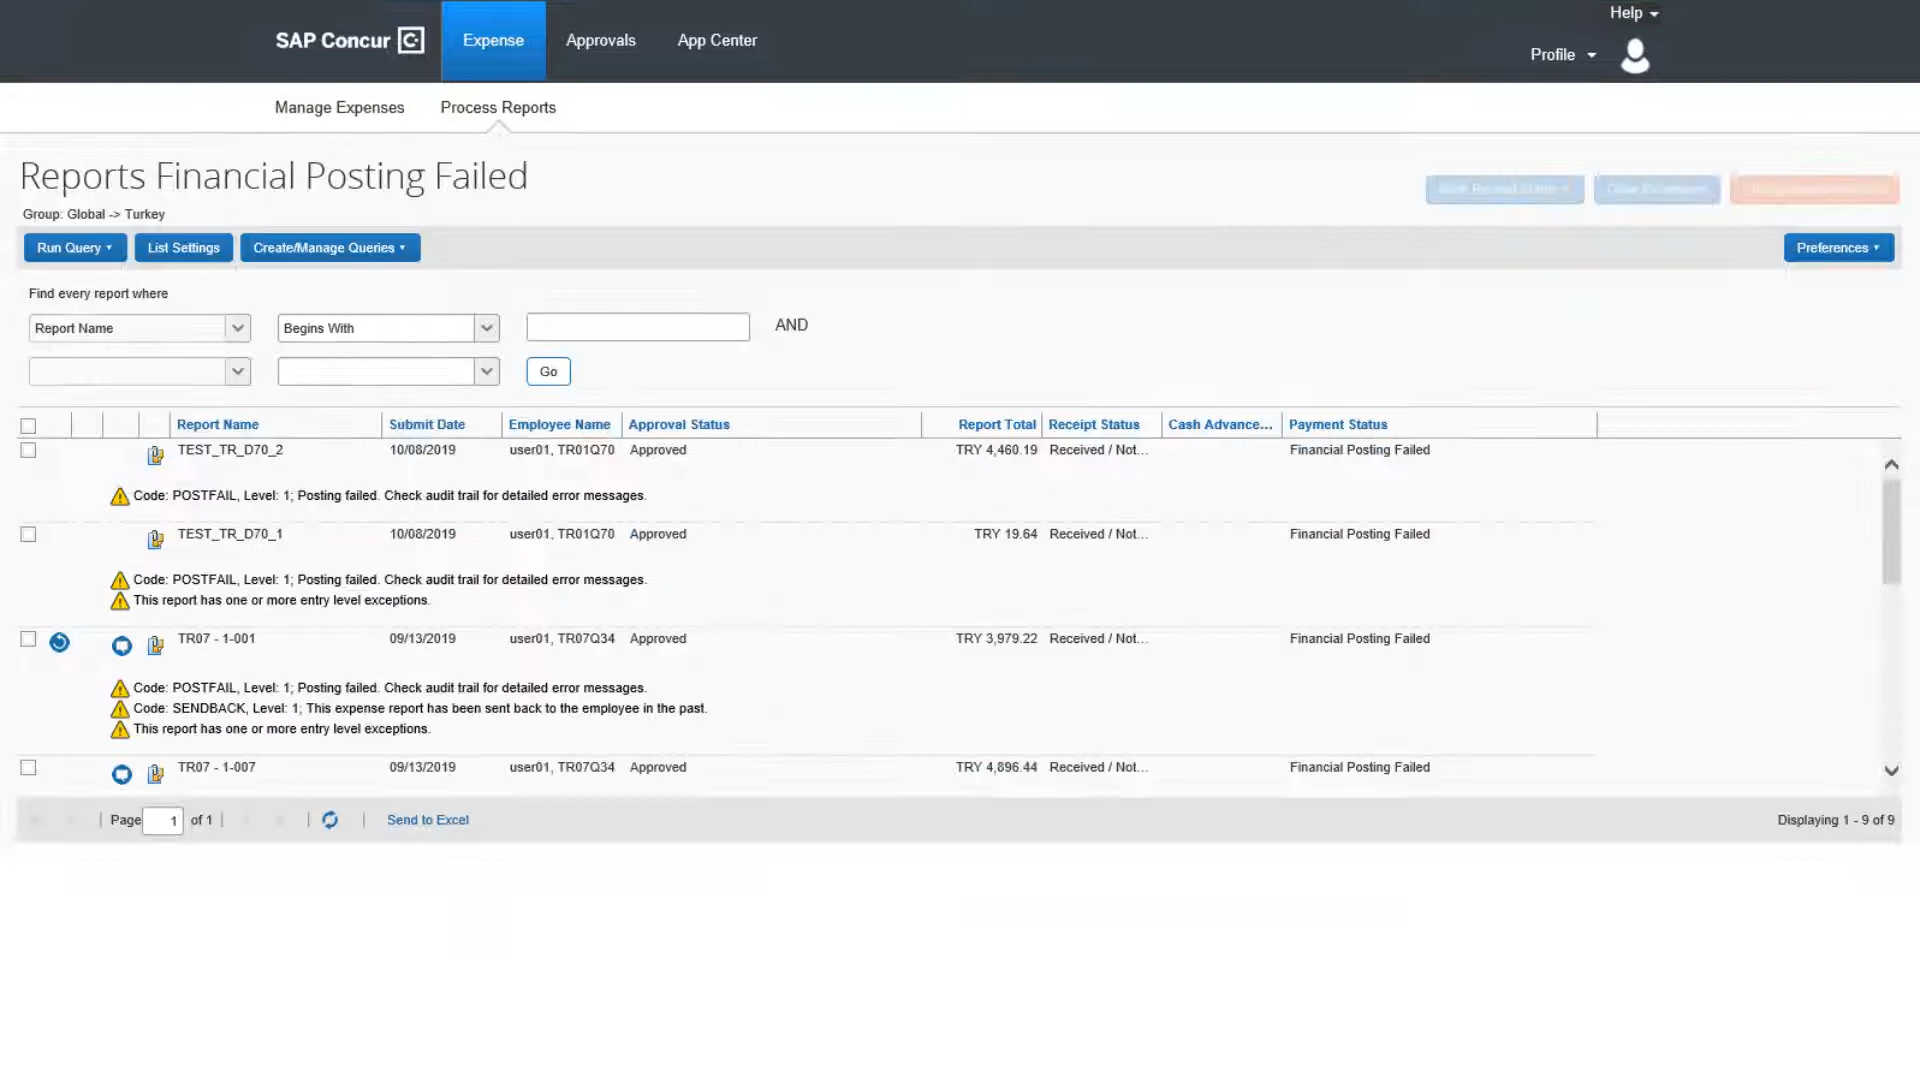 Help
SAP Concur C Expense Approvals App Center
Profile
Manage Expenses Process Reports
Reports Financial Posting Failed
Group: Global -> Turkey
Run Query List Settings Create/Manage Queries Preferences
Find every report where
Report Name Begins With AND
Go
Report Name Submit Date Employee Name Approval Status Report Total Receipt Status Cash Advance... Payment Status
TEST_TR_D70_2 10/08/2019 user01, TR01Q70 Approved TRY 4,460.19 Received / Not... Financial Posting Failed
Code: POSTFAIL, Level: 1; Posting failed. Check audit trail for detailed error messages.
TEST_TR_D70_1 10/08/2019 user01, TR01Q70 Approved TRY 19.64 Received / Not... Financial Posting Failed
Code: POSTFAIL, Level: 1; Posting failed. Check audit trail for detailed error messages.
This report has one or more entry level exceptions.
TR07 - 1-001 09/13/2019 user01, TR07Q34 Approved TRY 3,979.22 Received / Not... Financial Posting Failed
Code: POSTFAIL, Level: 1; Posting failed. Check audit trail for detailed error messages.
Code: SENDBACK, Level: 1; This expense report has been sent back to the employee in the past.
This report has one or more entry level exceptions.
TR07 - 1-007 09/13/2019 user01, TR07Q34 Approved TRY 4,896.44 Received / Not... Financial Posting Failed
Page 1 of 1 Send to Excel Displaying 1 - 9 of 9